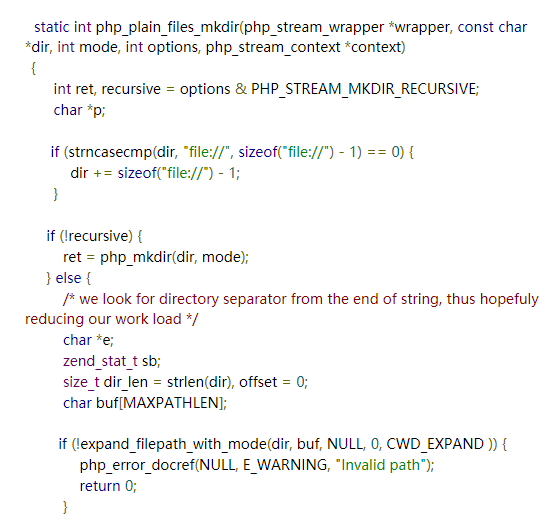 static int php_plain_files_mkdir(php_stream_wrapper *wrapper, const char
*dir, int mode, int options, php_stream_context *context)
{
int ret, recursive = options & PHP_STREAM_MKDIR_RECURSIVE;
char *p;
if (strncasecmp(dir, "file://", sizeof("file://") - 1) == 0) {
dir += sizeof("file://") - 1;
}
if (!recursive) {
ret = php_mkdir(dir, mode);
} else {
/* we look for directory separator from the end of string, thus hopefuly
reducing our work load */
char *e;
zend_stat_t sb;
size_t dir_len = strlen(dir), offset = 0;
char buf[MAXPATHLEN];
if (!expand_filepath_with_mode(dir, buf, NULL, 0, CWD_EXPAND )) {
php_error_docref(NULL, E_WARNING, "Invalid path");
return 0;
}